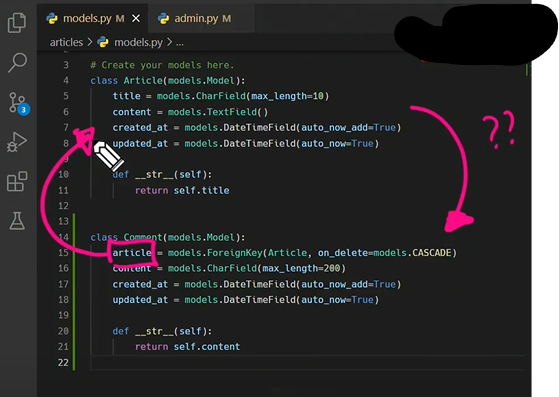 models.py M
admin.py M
articles > models.py > ...
3 # Create your models here.
4 class Article(models.Model):
5 title = models.CharField(max_length=10)
6 content = models.TextField()
7 created_at = models.DateTimeField(auto_now_add=True)
8 updated_at = models.DateTimeField(auto_now=True)
9
10 def __str__(self):
11 return self.title
12
13
14 class Comment(models.Model):
15 article = models.ForeignKey(Article, on_delete=models.CASCADE)
16 content = models.CharField(max_length=200)
17 created_at = models.DateTimeField(auto_now_add=True)
18 updated_at = models.DateTimeField(auto_now=True)
19
20 def __str__(self):
21 return self.content
22
3
??